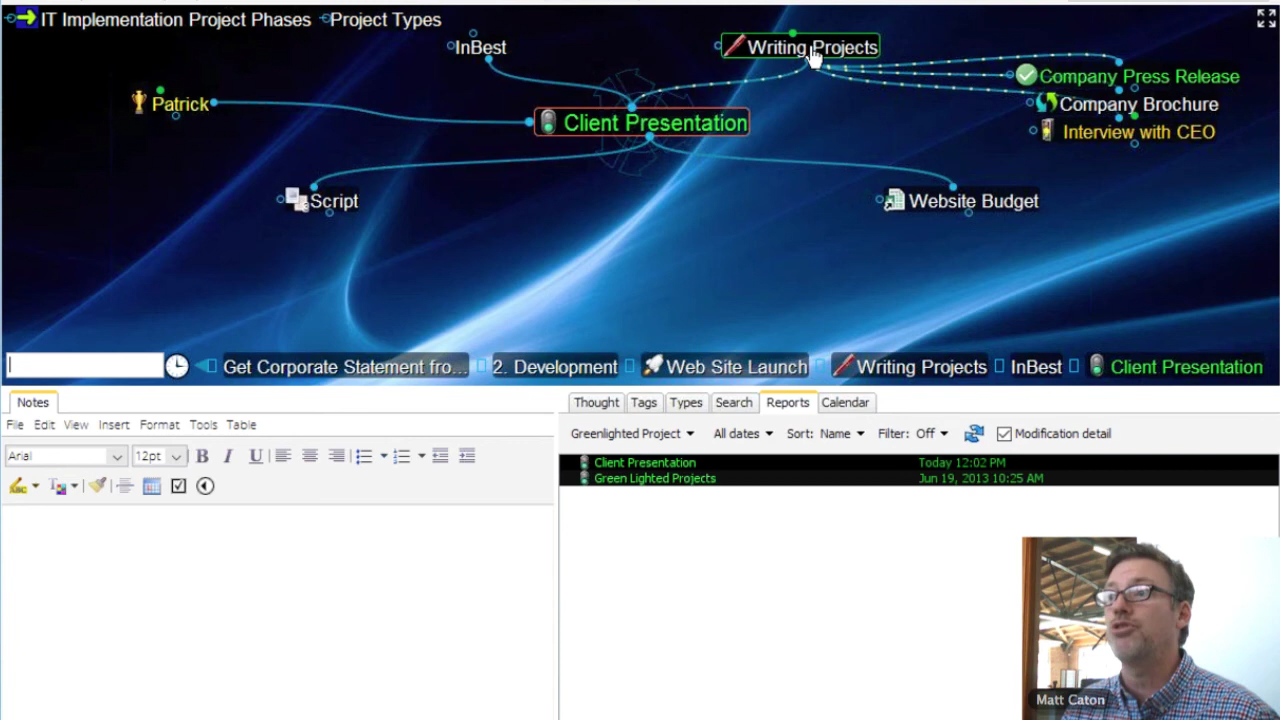 IT Implementation Project Phases Project Types
InBest
Writing Projects
Company Press Release
Patrick
Company Brochure
Client Presentation
Interview with CEO
Script
Website Budget
Get Corporate Statement fro... 2. Development Web Site Launch Writing Projects InBest Client Presentation
Notes
File Edit View Insert Format Tools Table
Arial 12pt B I U
ABC
Thought Tags Types Search Reports Calendar
Greenlighted Project All dates Sort: Name Filter: Off Modification detail
Client Presentation Today 12:02 PM
Green Lighted Projects Jun 19, 2013 10:25 AM
Matt Caton